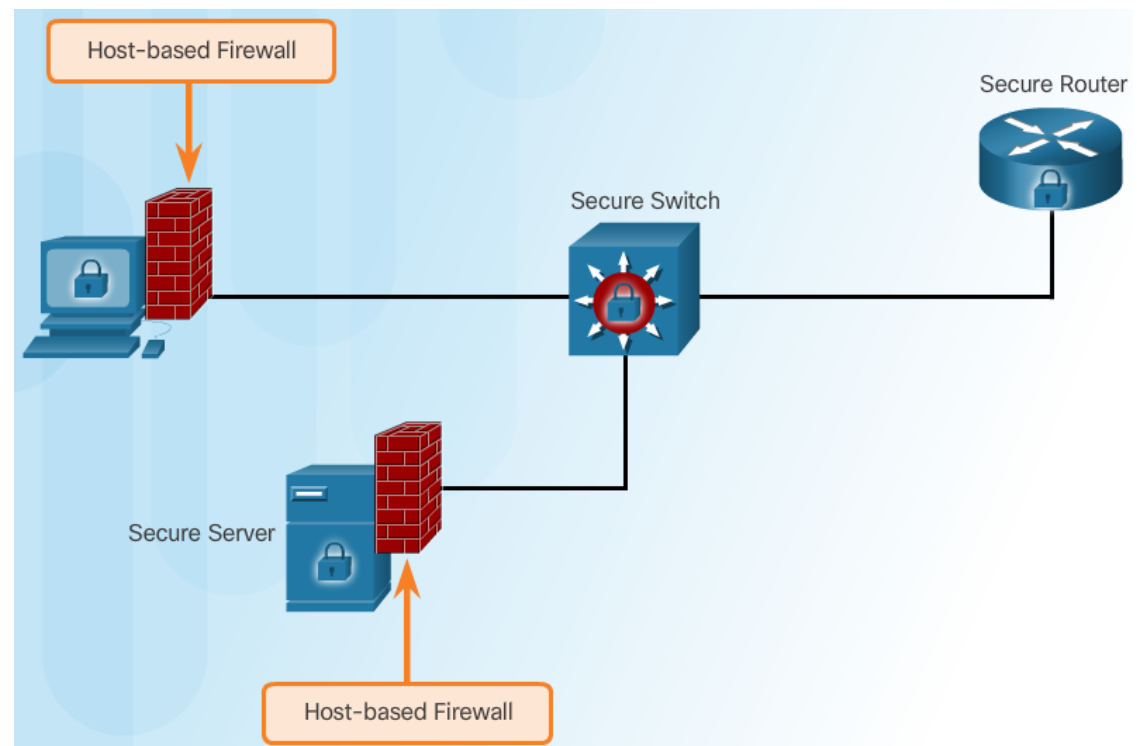 Host-based Firewall
Secure Router
Secure Switch
Secure Server
Host-based Firewall